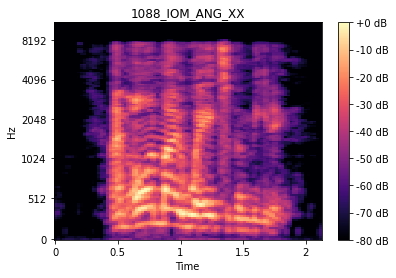 1088_IOM_ANG_XX
+0 dB
8192
-10 dB
4096
-20 dB
-30 dB
2048
Hz
-40 dB
1024
-50 dB
512
-60 dB
-70 dB
0
-80 dB
0 0.5 1 1.5 2
Time